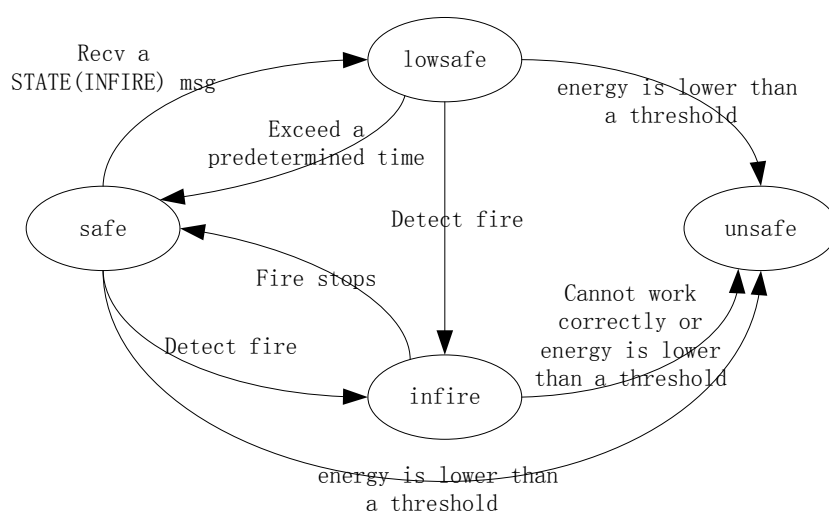 Recv a
STATE(INFIRE) msg
lowsafe
energy is lower than
a threshold
Exceed a
predetermined time
safe
Detect fire
unsafe
Fire stops
Cannot work
correctly or
energy is lower
than a threshold
Detect fire
infire
energy is lower than
a threshold